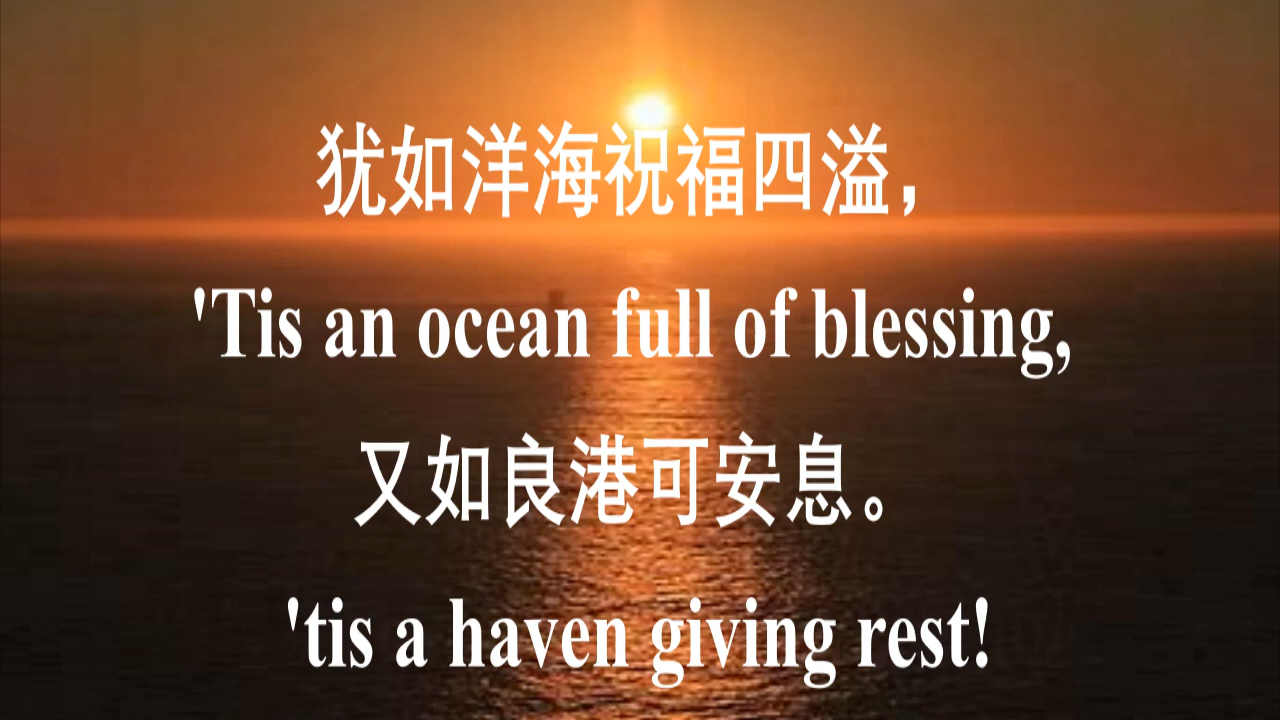 犹如洋海祝福四溢，
'Tis an ocean full of blessing,
又如良港可安息。
'tis a haven giving rest!